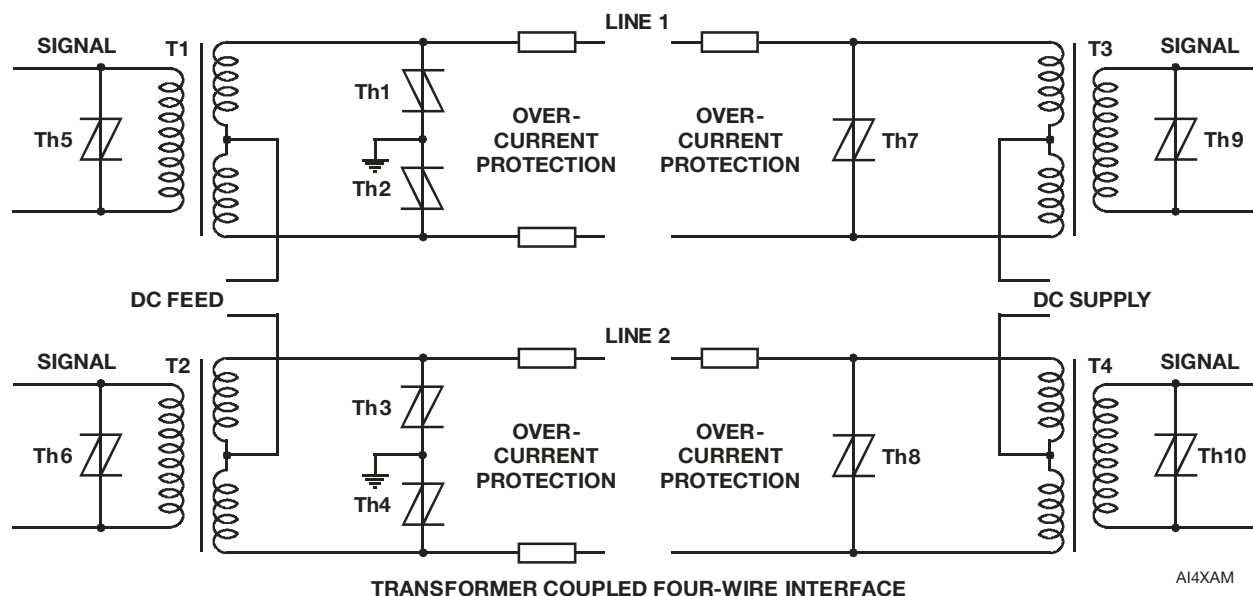 LINE 1
SIGNAL
T1
T3
SIGNAL
Th5
Th1
Th2
OVER-
CURRENT
PROTECTION
OVER-
CURRENT
PROTECTION
Th7
Th9
DC FEED
DC SUPPLY
LINE 2
SIGNAL
T2
T4
SIGNAL
Th6
Th3
Th4
OVER-
CURRENT
PROTECTION
OVER-
CURRENT
PROTECTION
Th8
Th10
TRANSFORMER COUPLED FOUR-WIRE INTERFACE
AI4XAM